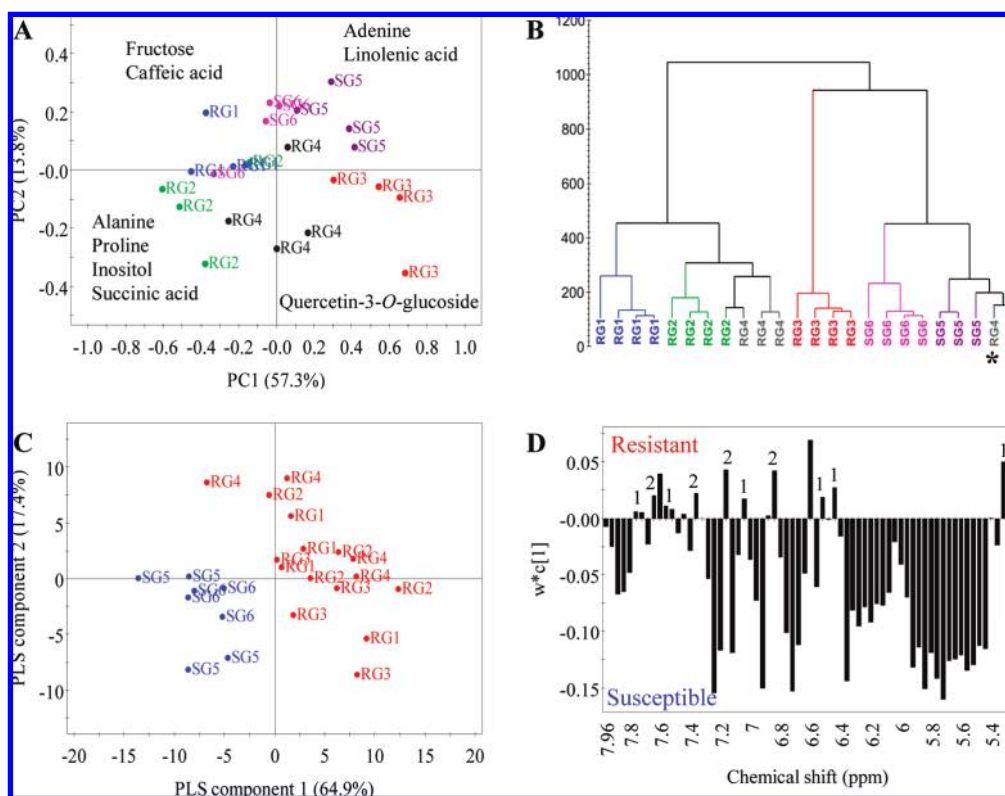 A
Fructose
Caffeic acid
Adenine
Linolenic acid
0.4
0.2
-0.0
-0.2
-0.4
PC2 (13.8%)
SG5
SG6
SG6
SG5
SG6
RG1
RG4
SG5
SG5
RG2
RG1
RG1
SG6
RG3
RG3
RG3
RG2
RG2
RG4
RG4
RG4
RG2
RG3
Alanine
Proline
Inositol
Succinic acid
Quercetin-3-O-glucoside
-1.0 -0.8 -0.6 -0.4 -0.2 0.0 0.2 0.4 0.6 0.8 1.0
PC1 (57.3%)
B
1200
1000
800
600
400
200
0
RG1 RG1 RG1 RG1 RG2 RG2 RG2 RG2 RG4 RG4 RG4 RG3 RG3 RG3 RG3 SG6 SG6 SG6 SG6 SG5 SG5 SG5 RG4
*
C
10
5
0
-5
-10
PLS component 2 (17.4%)
RG4
RG4
RG2
RG1
RG1
RG2
RG3
RG4
RG1
SG5
SG5
RG2
RG4
SG6
SG6
SG6
RG3
RG2
SG6
RG3
RG1
SG5
SG5
RG3
-20 -15 -10 -5 0 5 10 15 20
PLS component 1 (64.9%)
D
Resistant
0.05
-0.00
-0.05
-0.10
-0.15
w*c[1]
1 2 1 2 2 1 2 1 1 1
Susceptible
7.96 7.8 7.6 7.4 7.2 7 6.8 6.6 6.4 6.2 6 5.8 5.6 5.4
Chemical shift (ppm)